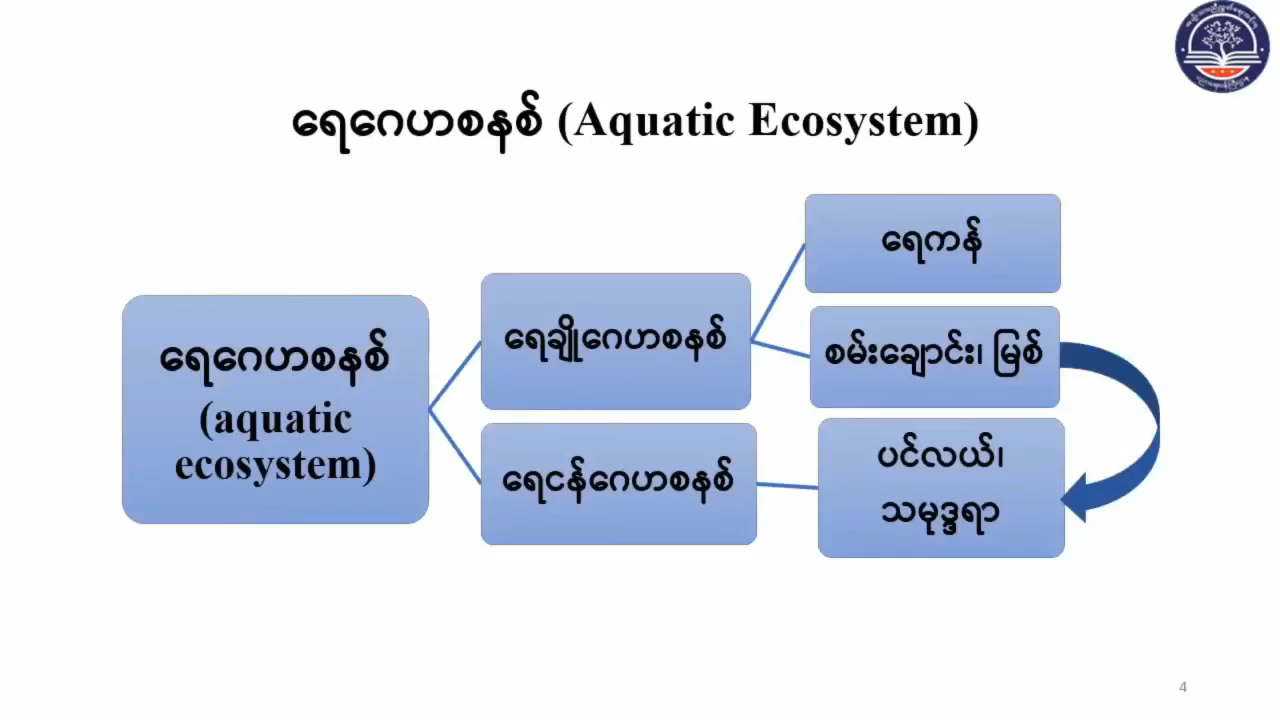 ရေဂေဟစနစ် (Aquatic Ecosystem)
ရေဂေဟစနစ်
(aquatic
ecosystem)
ရေချိုဂေဟစနစ်
ရေငန်ဂေဟစနစ်
ရေကန်
စမ်းချောင်း၊ မြစ်
ပင်လယ်၊
သမုဒ္ဒရာ
4